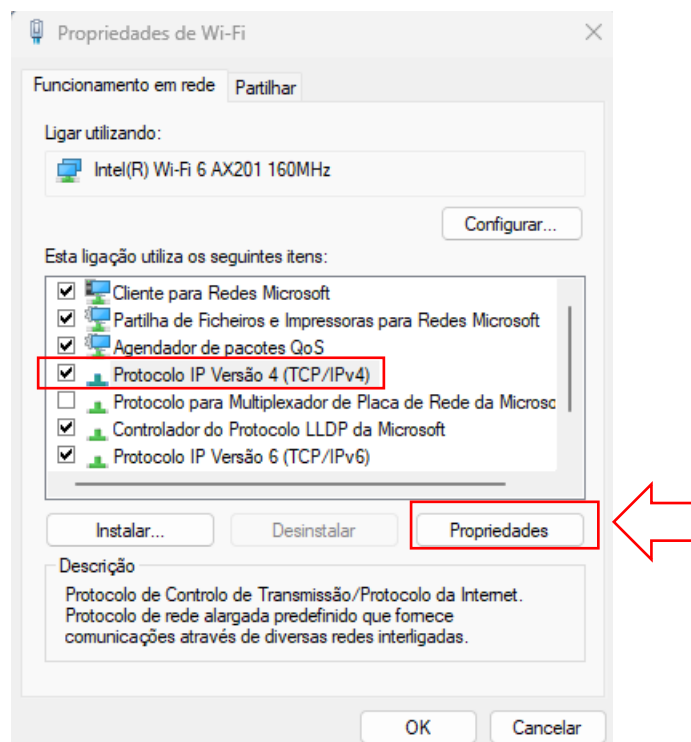 Propriedades de Wi-Fi
Funcionamento em rede Partilhar
Ligar utilizando:
Intel(R) Wi-Fi 6 AX201 160MHz
Configurar...
Esta ligação utiliza os seguintes itens:
Cliente para Redes Microsoft
Partilha de Ficheiros e Impressoras para Redes Microsoft
Agendador de pacotes QoS
Protocolo IP Versão 4 (TCP/IPv4)
Protocolo para Multiplexador de Placa de Rede da Microsc
Controlador do Protocolo LLDP da Microsoft
Protocolo IP Versão 6 (TCP/IPv6)
Instalar... Desinstalar Propriedades
Descrição
Protocolo de Controlo de Transmissão/Protocolo da Internet.
Protocolo de rede alargada predefinido que fornece
comunicações através de diversas redes interligadas.
OK Cancelar